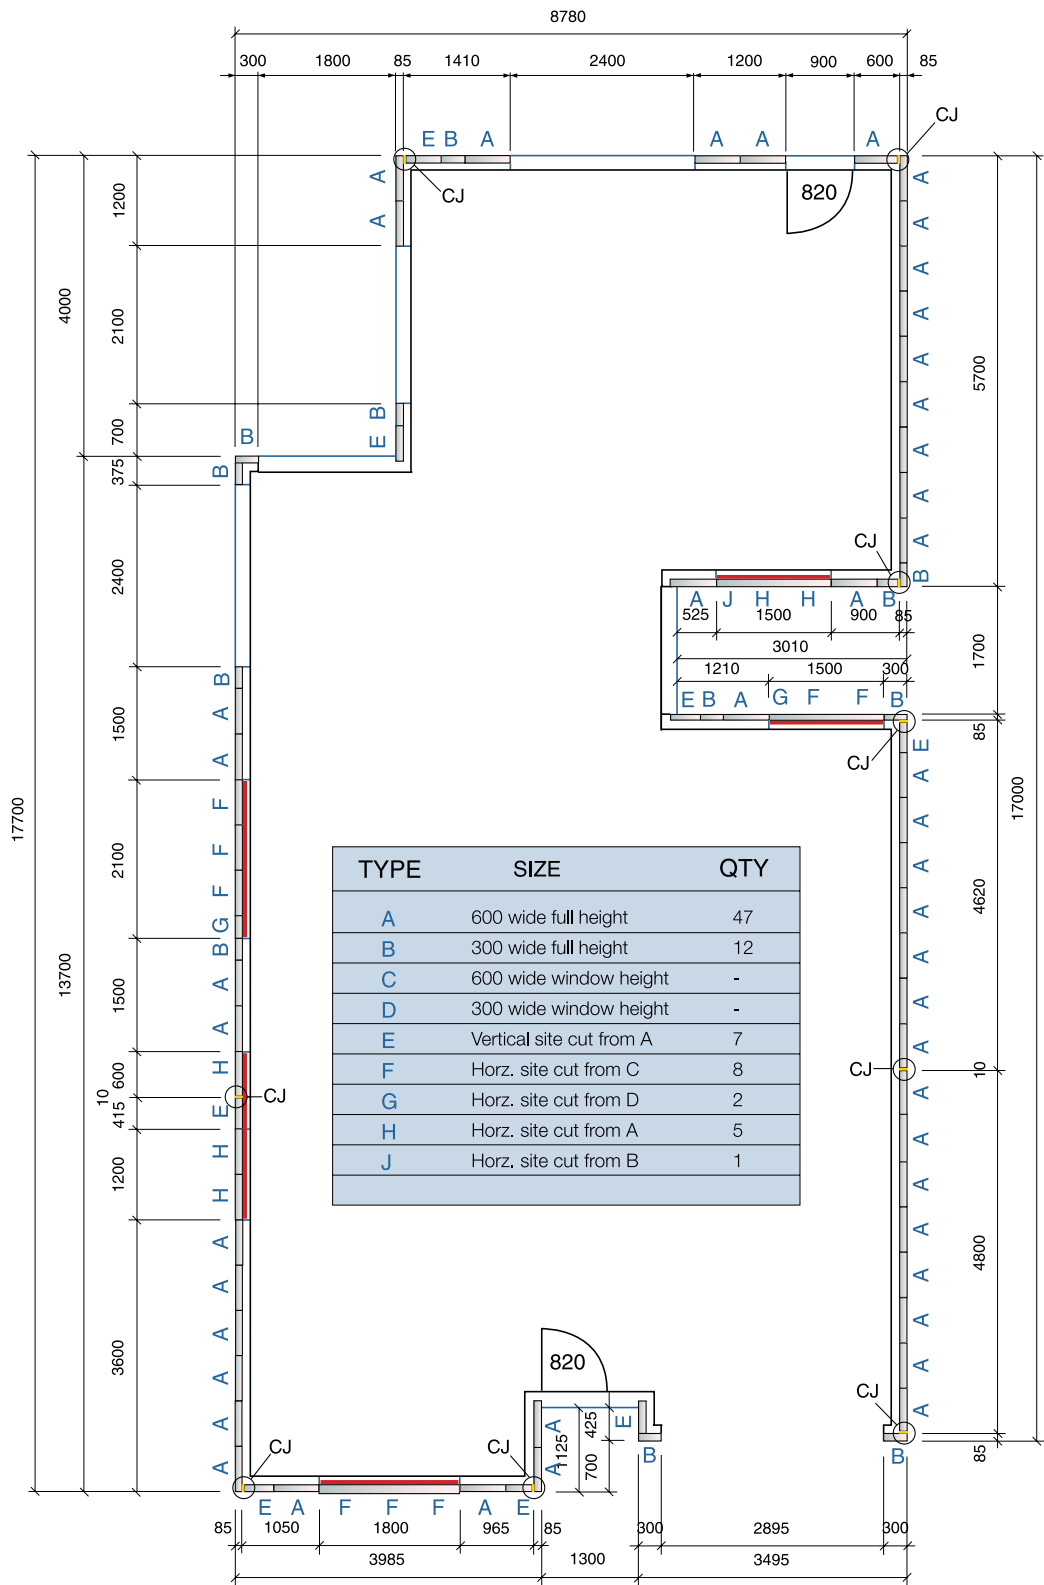 8780
300 1800 85 1410 2400 1200 900 600 85
E B A A A A
CJ
CJ
820
A
A
1200
2100
4000
700
375
B
E
B
B
2400
1500
2100
1500
600
10
415
1200
3600
17700
13700
B
A
A
F
F
F
G
B
A
A
H
E
H
H
A
A
A
A
A
A
CJ
A
A
A
A
A
A
A
A
A
B
5700
CJ
A J H H A B
525 1500 900 85
3010
1210 1500 300
E B A G F F B
1700
85
CJ
E
A
A
A
A
A
A
A
4620
17000
10
CJ
A
A
A
A
A
A
A
A
4800
CJ
85
B
TYPE SIZE QTY
A 600 wide full height 47
B 300 wide full height 12
C 600 wide window height -
D 300 wide window height -
E Vertical site cut from A 7
F Horz. site cut from C 8
G Horz. site cut from D 2
H Horz. site cut from A 5
J Horz. site cut from B 1
820
A
A
1125
425
700
E
B
CJ CJ
E A F F F A E
85 1050 1800 965 85 300 2895 300
3985 1300 3495